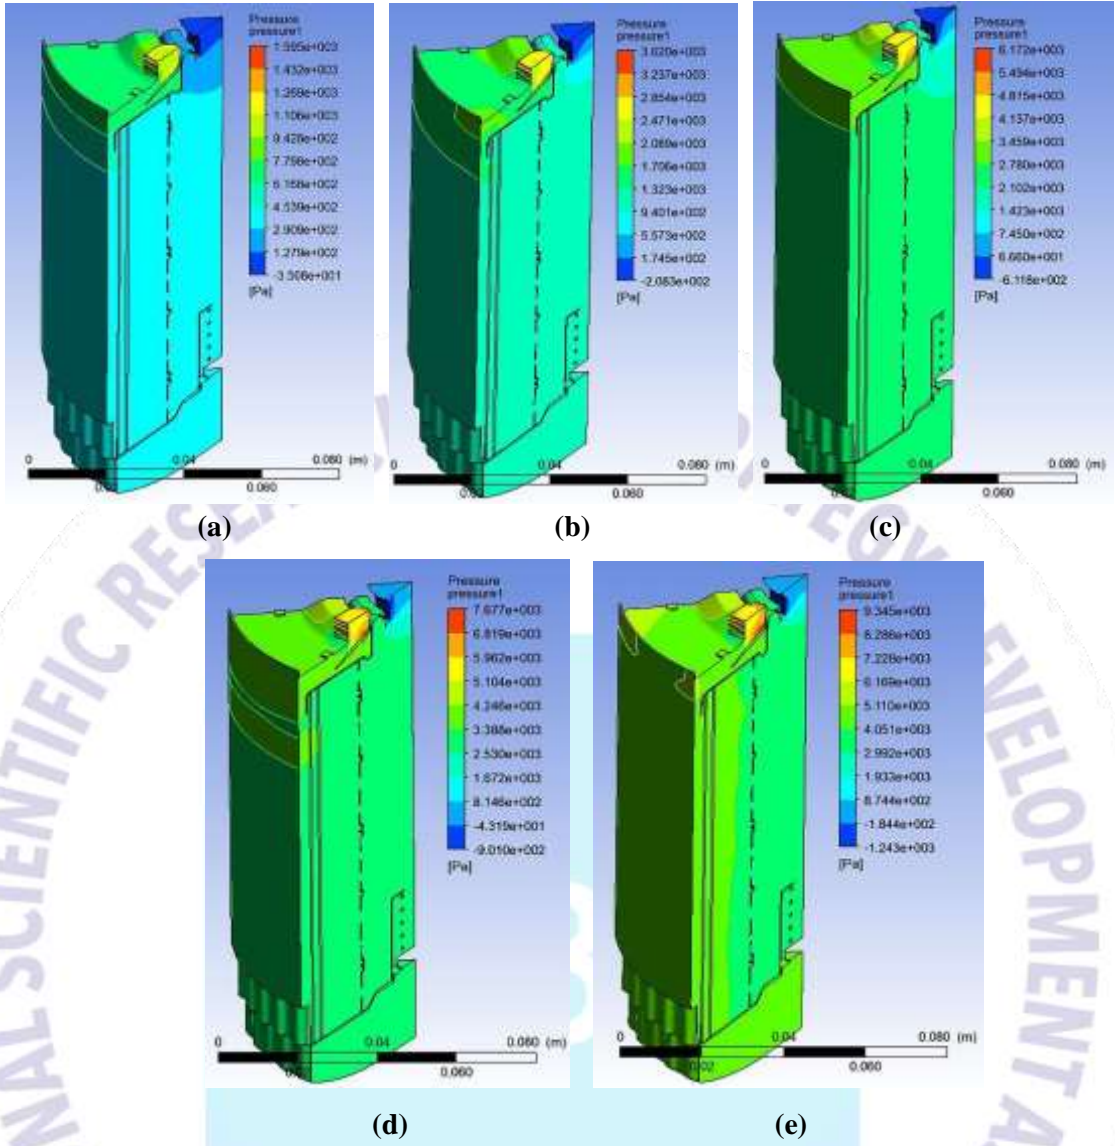 Pressure
pressure1
1.595e+003
1.432e+003
1.269e+003
1.106e+003
9.428e+002
7.798e+002
6.168e+002
4.539e+002
2.909e+002
1.279e+002
-3.506e+001
[Pa]
0 0.04 0.080 (m)
0.060
(a)
Pressure
pressure1
3.620e+003
3.237e+003
2.854e+003
2.471e+003
2.089e+003
1.706e+003
1.323e+003
9.401e+002
5.573e+002
1.745e+002
-2.083e+002
[Pa]
0 0.04 0.080 (m)
0.060
(b)
Pressure
pressure1
6.172e+003
5.494e+003
4.815e+003
4.137e+003
3.459e+003
2.780e+003
2.102e+003
1.423e+003
7.450e+002
6.660e+001
-6.118e+002
[Pa]
0 0.04 0.080 (m)
0.060
(c)
Pressure
pressure1
7.677e+003
6.819e+003
5.962e+003
5.104e+003
4.246e+003
3.388e+003
2.530e+003
1.672e+003
8.146e+002
-4.319e+001
-9.010e+002
[Pa]
0 0.04 0.080 (m)
0.060
(d)
Pressure
pressure1
9.345e+003
8.286e+003
7.228e+003
6.169e+003
5.110e+003
4.051e+003
2.992e+003
1.933e+003
8.744e+002
-1.844e+002
-1.243e+003
[Pa]
0 0.04 0.080 (m)
0.02 0.060
(e)
NAL SCIENTIFIC RESEAR
EVELOPMENT A